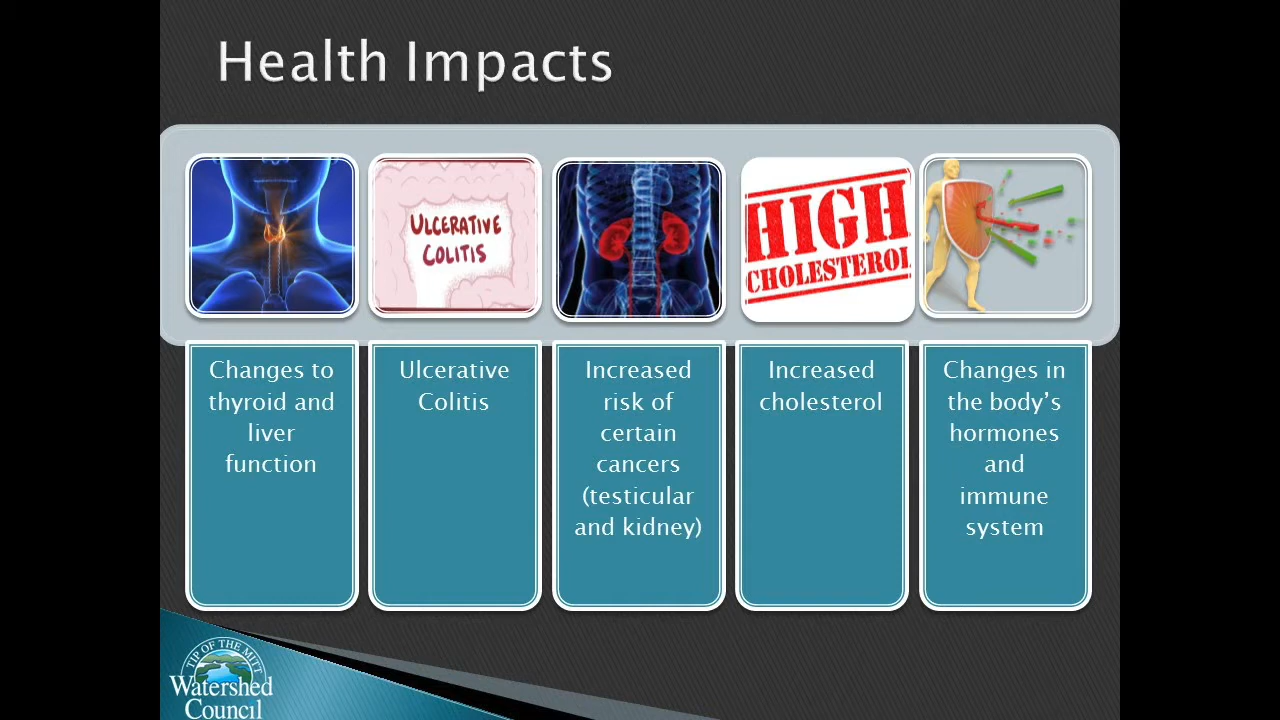 Health Impacts
ULCERATIVE
COLITIS
HIGH
CHOLESTEROL
Changes to
thyroid and
liver
function
Ulcerative
Colitis
Increased
risk of
certain
cancers
(testicular
and kidney)
Increased
cholesterol
Changes in
the body’s
hormones
and
immune
system
TIP OF THE MITT
Watershed
Council